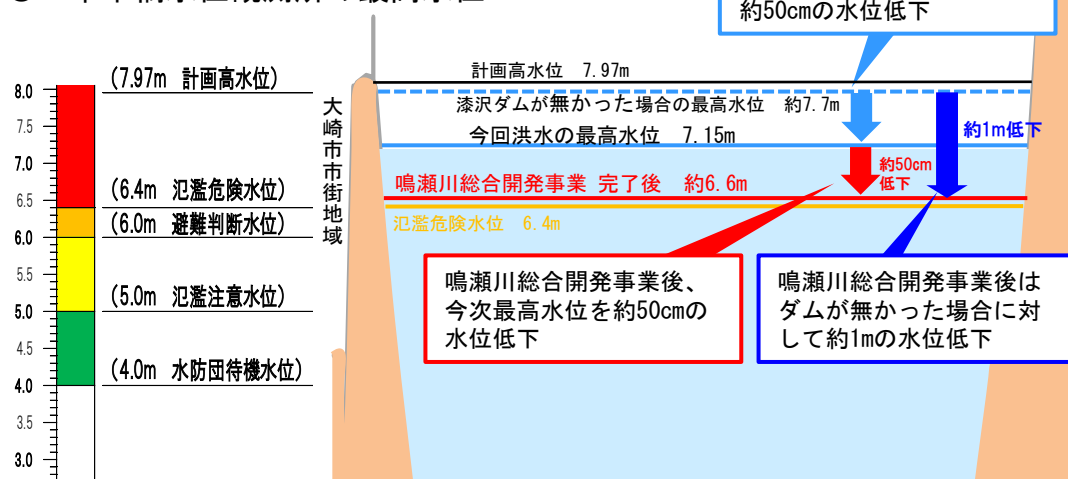 約50cmの水位低下
8.0
7.5
7.0
6.5
6.0
5.5
5.0
4.5
4.0
3.5
3.0
(7.97m 計画高水位)
(6.4m 氾濫危険水位)
(6.0m 避難判断水位)
(5.0m 氾濫注意水位)
(4.0m 水防団待機水位)
大崎市市街地域
計画高水位 7.97m
漆沢ダムが無かった場合の最高水位 約7.7m
今回洪水の最高水位 7.15m
約1m低下
約50cm
低下
鳴瀬川総合開発事業 完了後 約6.6m
氾濫危険水位 6.4m
鳴瀬川総合開発事業後、
今次最高水位を約50cmの
水位低下
鳴瀬川総合開発事業後は
ダムが無かった場合に対
して約1mの水位低下